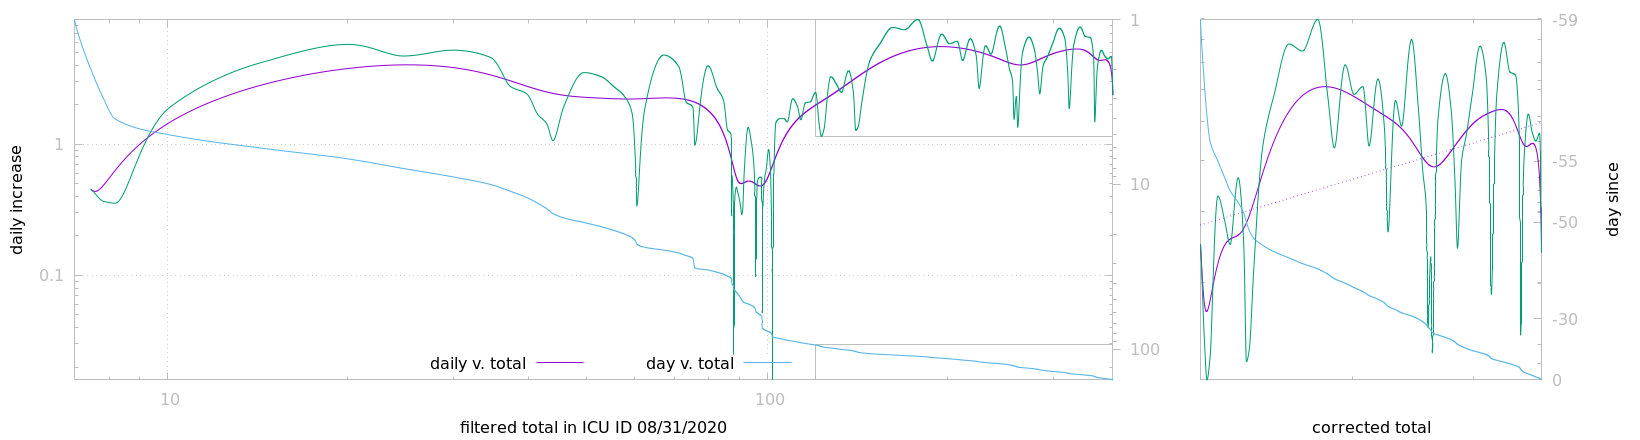 1 -59
daily increase
1
0.1
10
-55
-50
-30
day since
daily v. total day v. total
100 0
10 100
filtered total in ICU ID 08/31/2020 corrected total